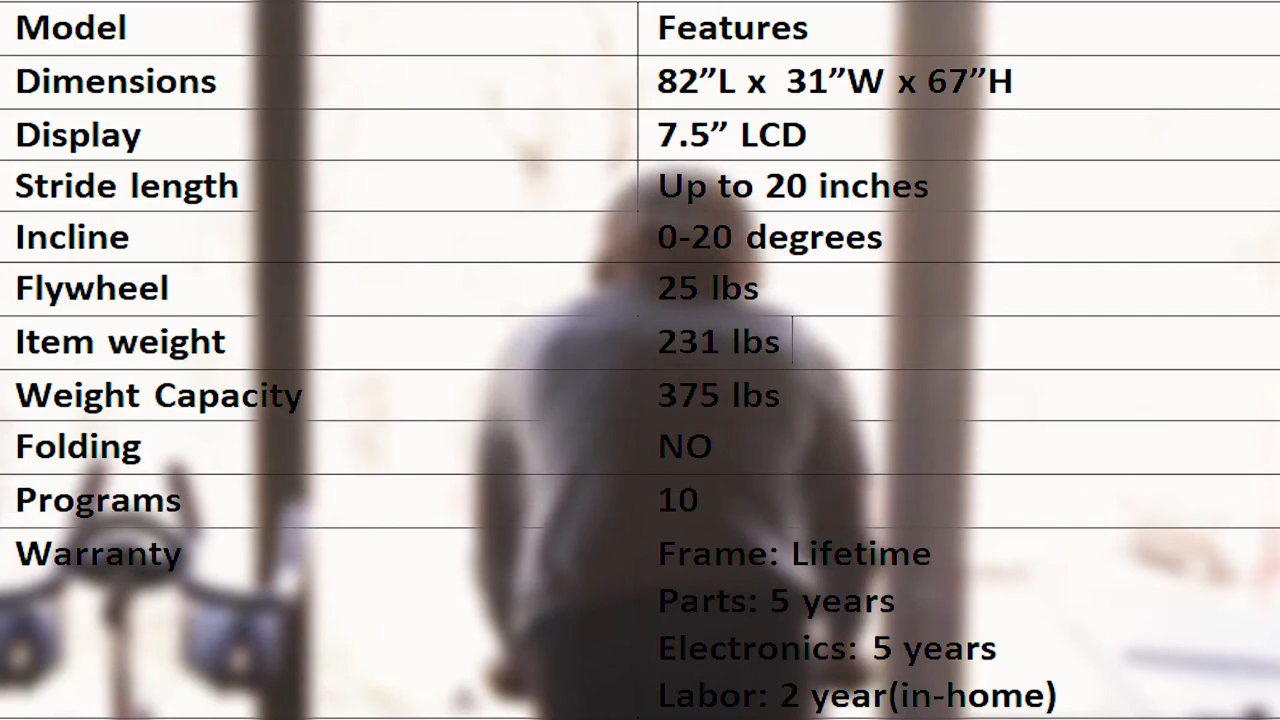 Model Features
Dimensions 82”L x 31”W x 67”H
Display 7.5” LCD
Stride length Up to 20 inches
Incline 0-20 degrees
Flywheel 25 lbs
Item weight 231 lbs
Weight Capacity 375 lbs
Folding NO
Programs 10
Warranty Frame: Lifetime
Parts: 5 years
Electronics: 5 years
Labor: 2 year(in-home)